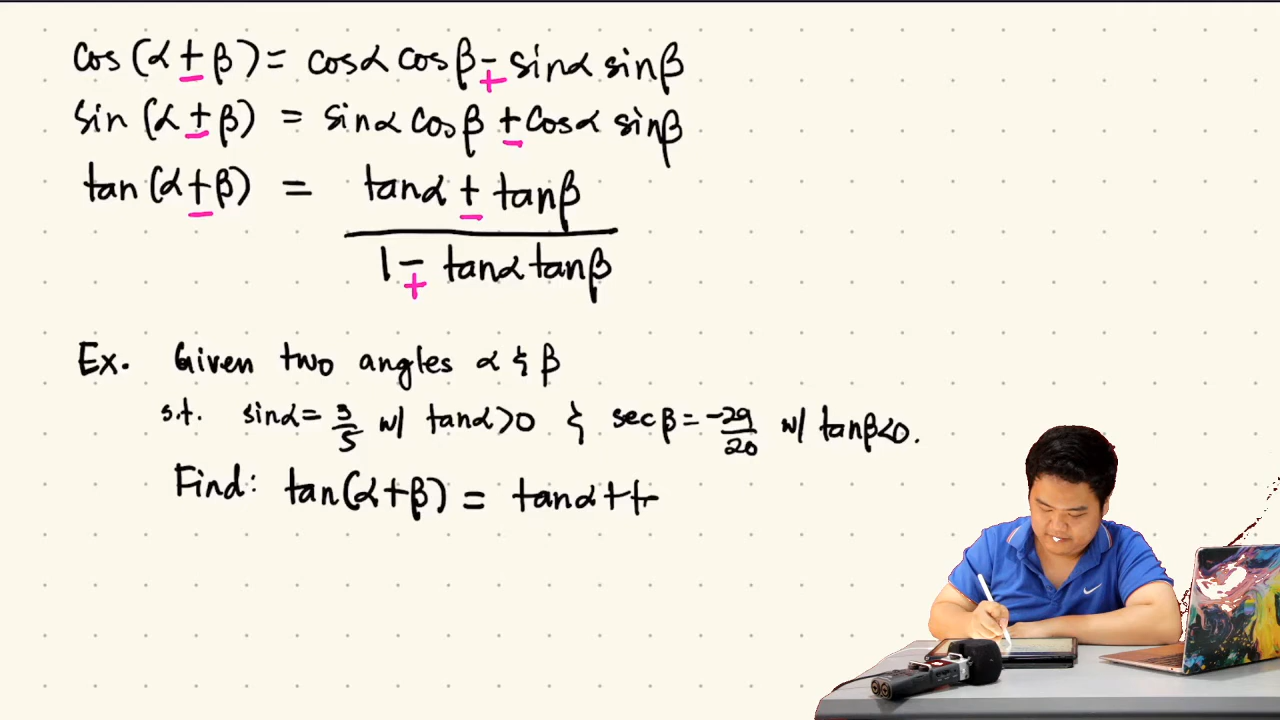 cos(α ± β) = cosα cosβ ∓ sinα sinβ
sin(α ± β) = sinα cosβ ± cosα sinβ
tan(α ± β) = tanα ± tanβ
1 ∓ tanα tanβ
Ex. Given two angles α & β
s.t. sinα = 3/5 w/ tanα > 0 & secβ = -29/20 w/ tanβ < 0.
Find: tan(α + β) = tanα + t